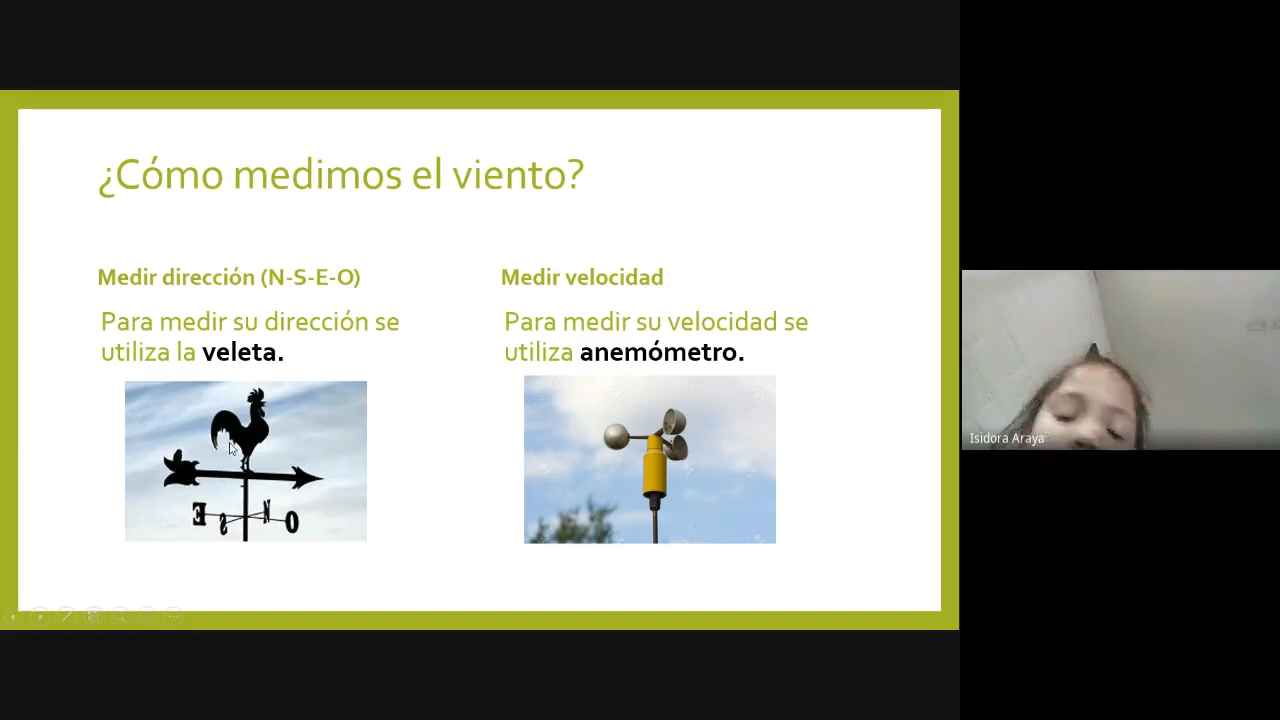 ¿Cómo medimos el viento?
Medir dirección (N-S-E-O)
Para medir su dirección se
utiliza la veleta.
E S N O
Medir velocidad
Para medir su velocidad se
utiliza anemómetro.
Isidora Araya